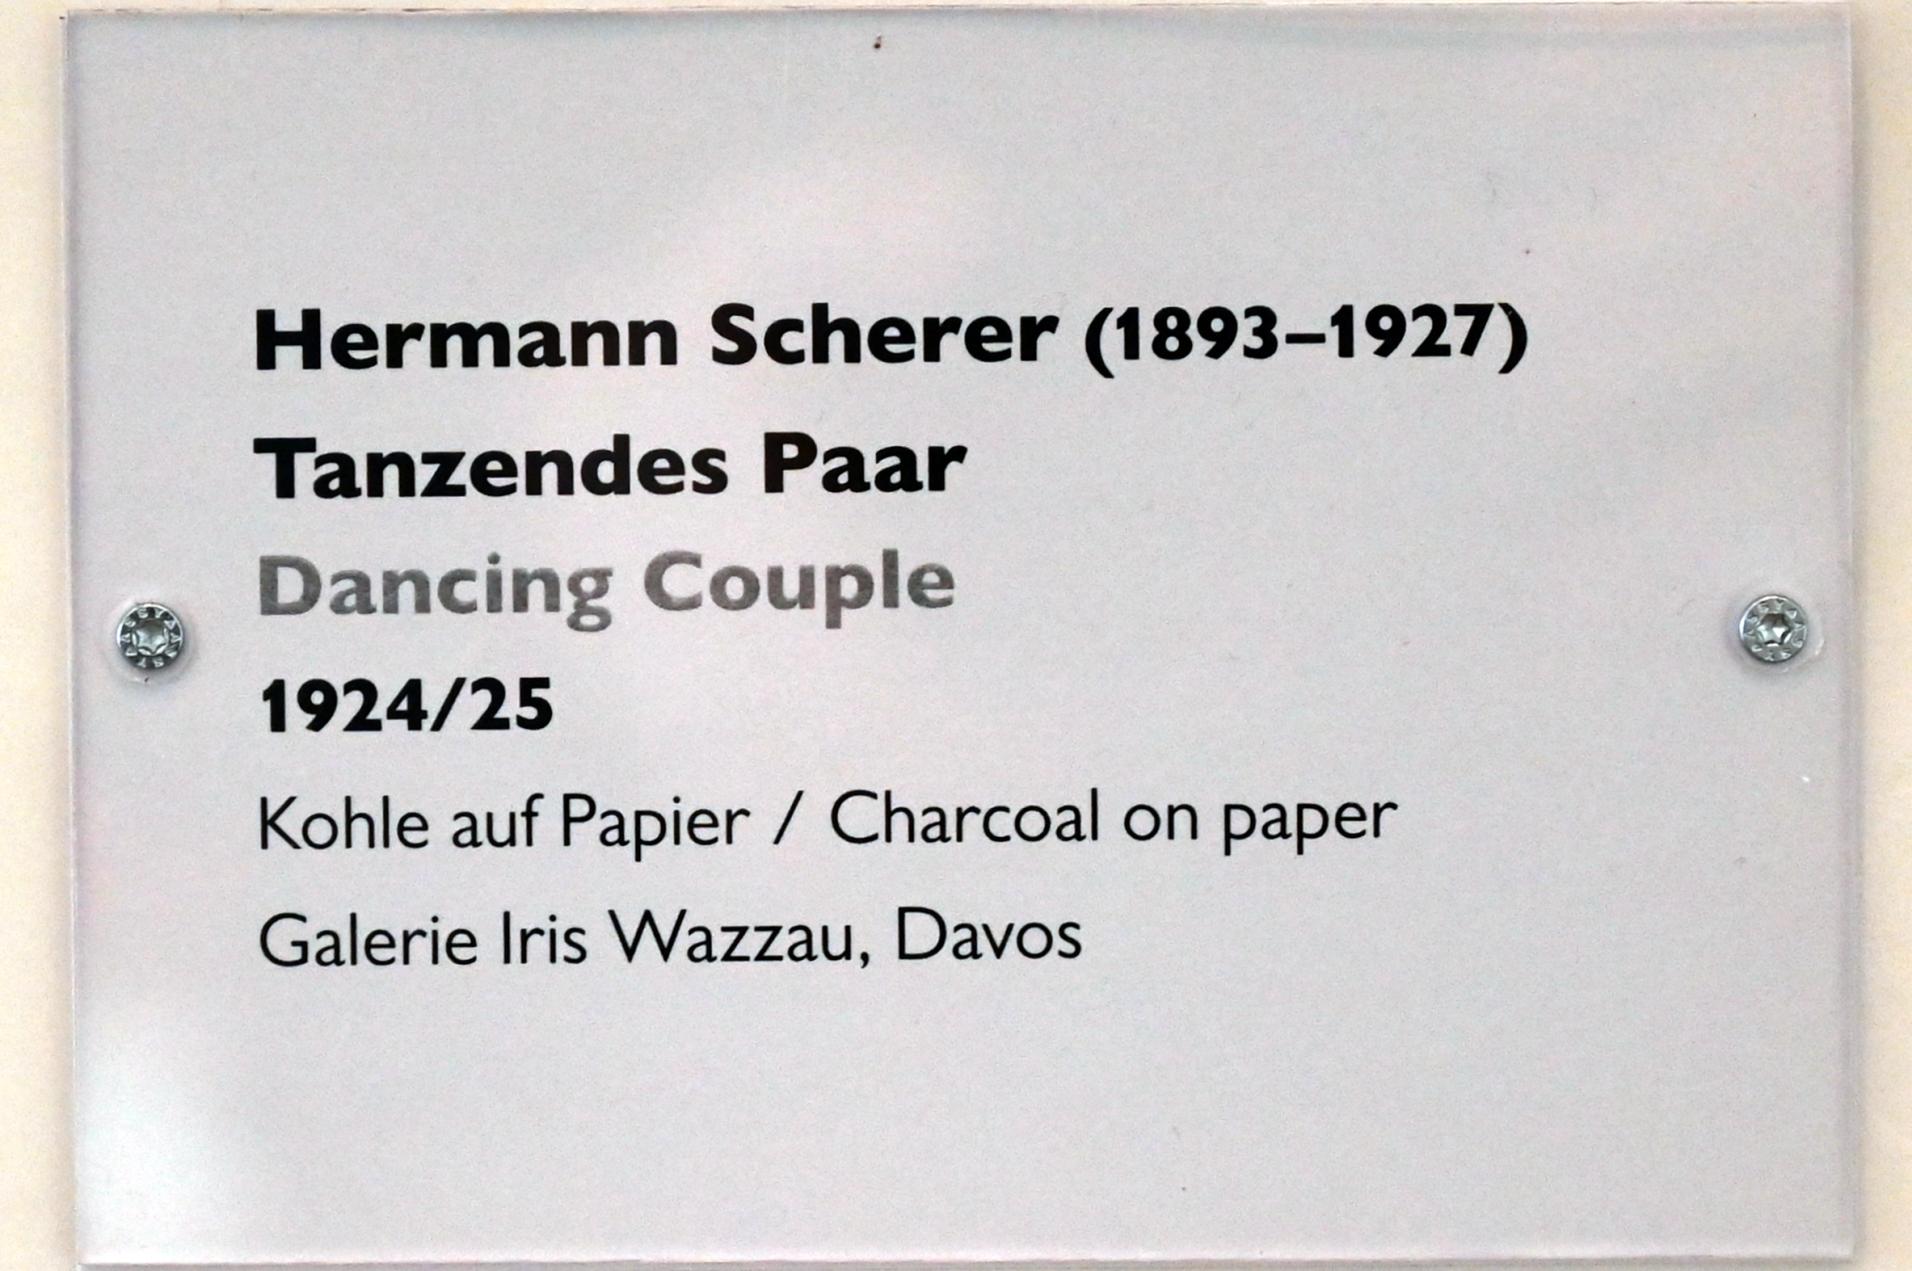 Hermann Scherer (1893–1927)
Tanzendes Paar
Dancing Couple
1924/25
Kohle auf Papier / Charcoal on paper
Galerie Iris Wazzau, Davos